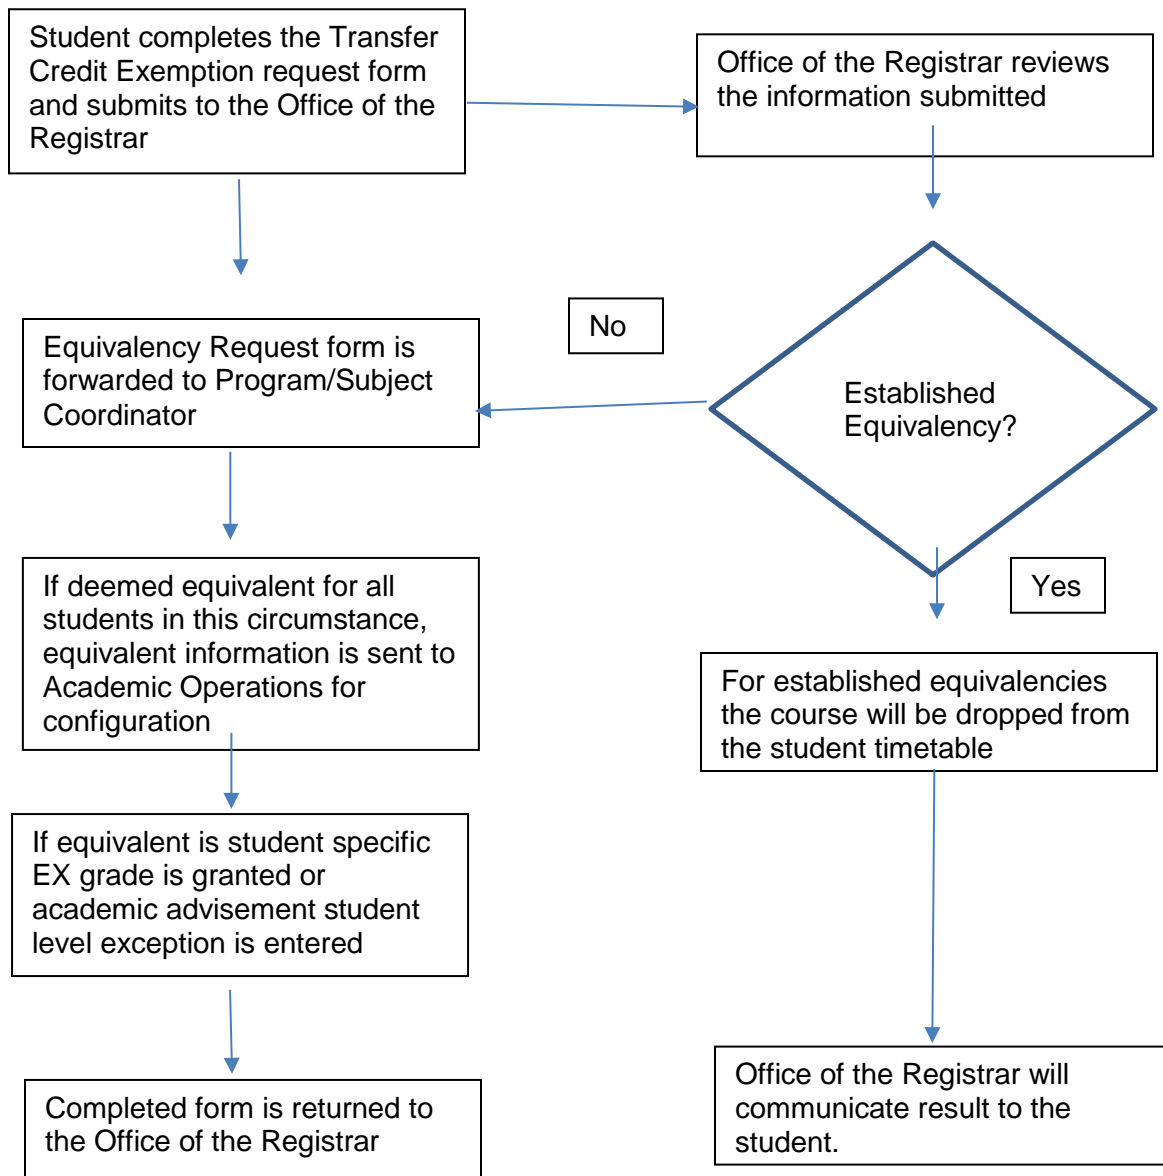 Student completes the Transfer
Credit Exemption request form
and submits to the Office of the
Registrar
Office of the Registrar reviews
the information submitted
No
Equivalency Request form is
forwarded to Program/Subject
Coordinator
Established
Equivalency?
Yes
If deemed equivalent for all
students in this circumstance,
equivalent information is sent to
Academic Operations for
configuration
For established equivalencies
the course will be dropped from
the student timetable
If equivalent is student specific
EX grade is granted or
academic advisement student
level exception is entered
Completed form is returned to
the Office of the Registrar
Office of the Registrar will
communicate result to the
student.